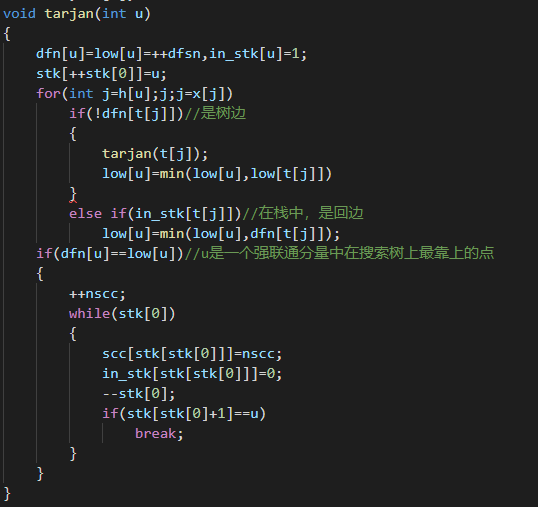 void tarjan(int u)
{
    dfn[u]=low[u]=++dfsn,in_stk[u]=1;
    stk[++stk[0]]=u;
    for(int j=h[u];j;j=x[j])
        if(!dfn[t[j]])//是树边
        {
            tarjan(t[j]);
            low[u]=min(low[u],low[t[j]])
        }
        else if(in_stk[t[j]])//在栈中，是回边
            low[u]=min(low[u],dfn[t[j]]);
    if(dfn[u]==low[u])//u是一个强联通分量中在搜索树上最靠上的点
    {
        ++nscc;
        while(stk[0])
        {
            scc[stk[stk[0]]]=nscc;
            in_stk[stk[stk[0]]]=0;
            --stk[0];
            if(stk[stk[0]+1]==u)
                break;
        }
    }
}